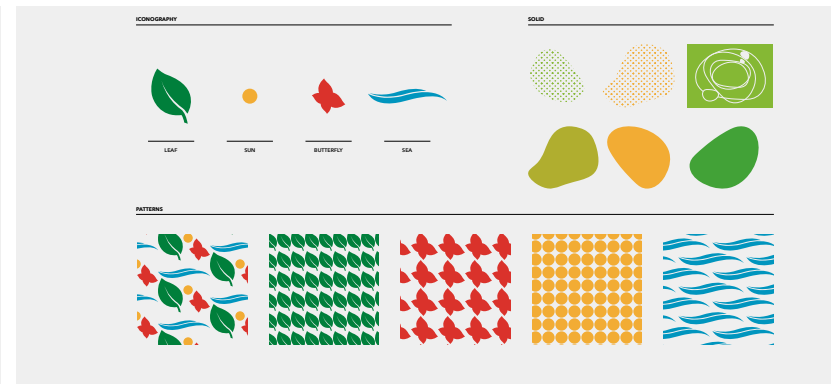 ICONOGRAPHY
SOLID
LEAF
SUN
BUTTERFLY
SEA
PATTERNS